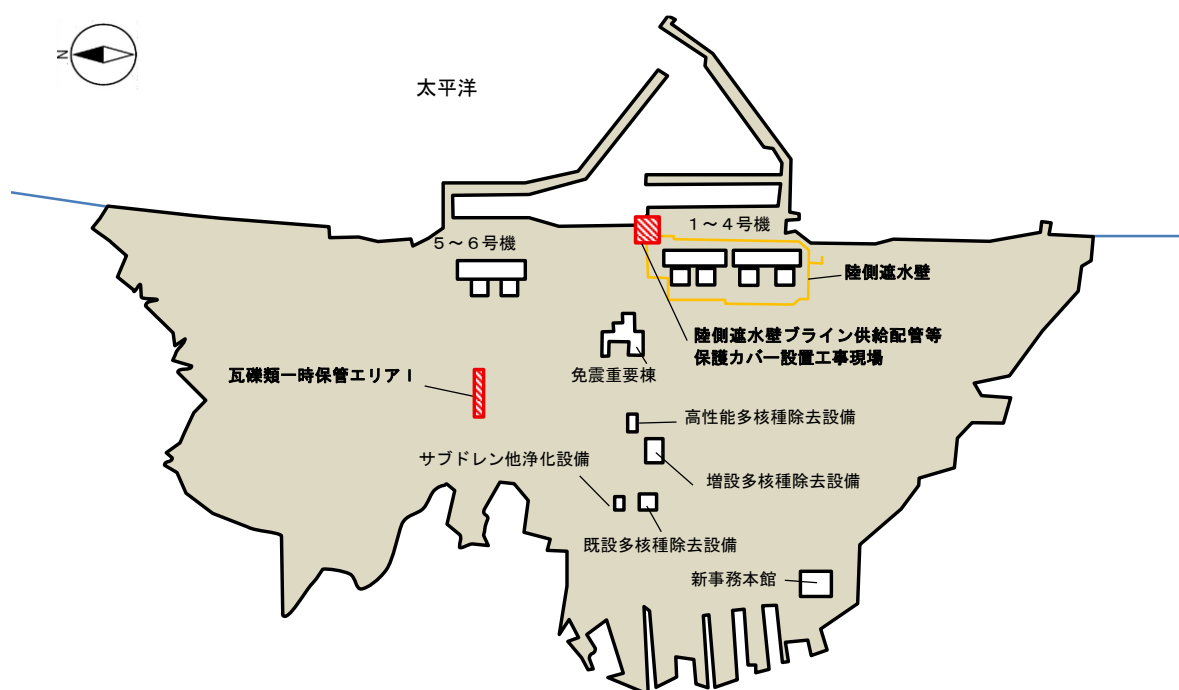 N
太平洋
1~4号機
5~6号機
陸側遮水壁
陸側遮水壁ブライン供給配管等
保護カバー設置工事現場
免震重要棟
瓦礫類一時保管エリアI
高性能多核種除去設備
サブドレン他浄化設備
増設多核種除去設備
既設多核種除去設備
新事務本館